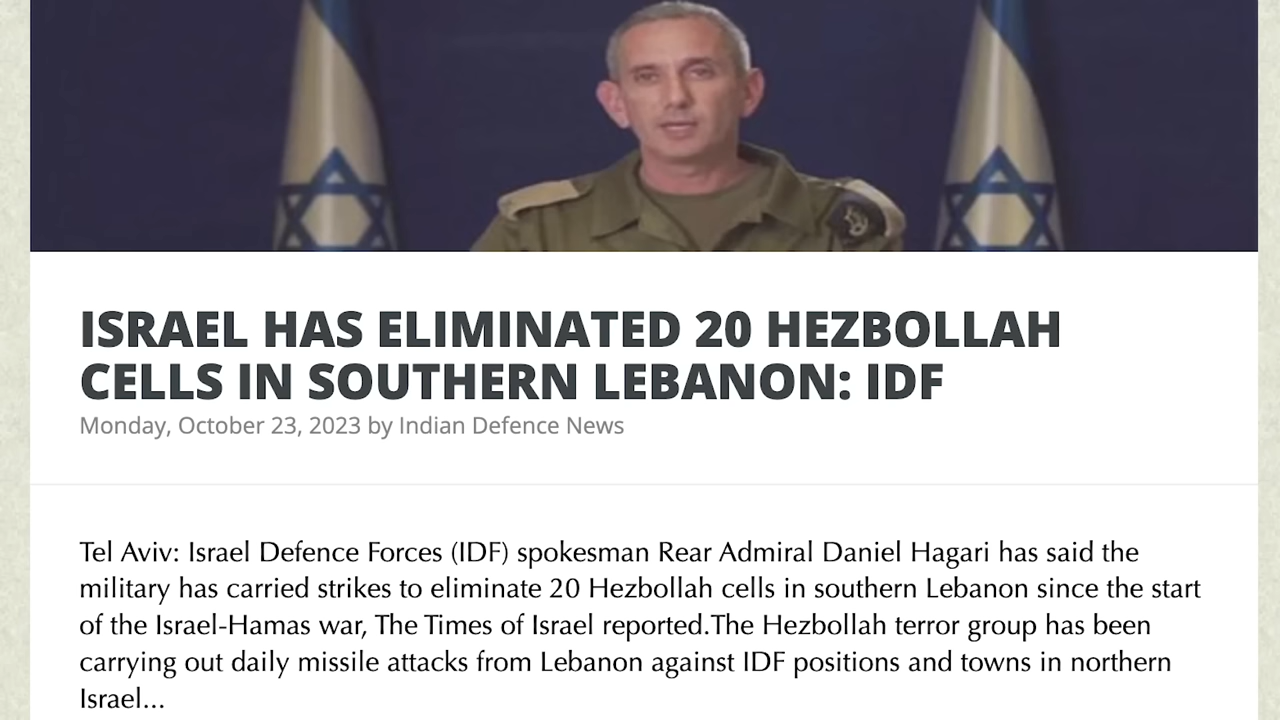 ISRAEL HAS ELIMINATED 20 HEZBOLLAH
CELLS IN SOUTHERN LEBANON: IDF
Monday, October 23, 2023 by Indian Defence News
Tel Aviv: Israel Defence Forces (IDF) spokesman Rear Admiral Daniel Hagari has said the
military has carried strikes to eliminate 20 Hezbollah cells in southern Lebanon since the start
of the Israel-Hamas war, The Times of Israel reported.The Hezbollah terror group has been
carrying out daily missile attacks from Lebanon against IDF positions and towns in northern
Israel...